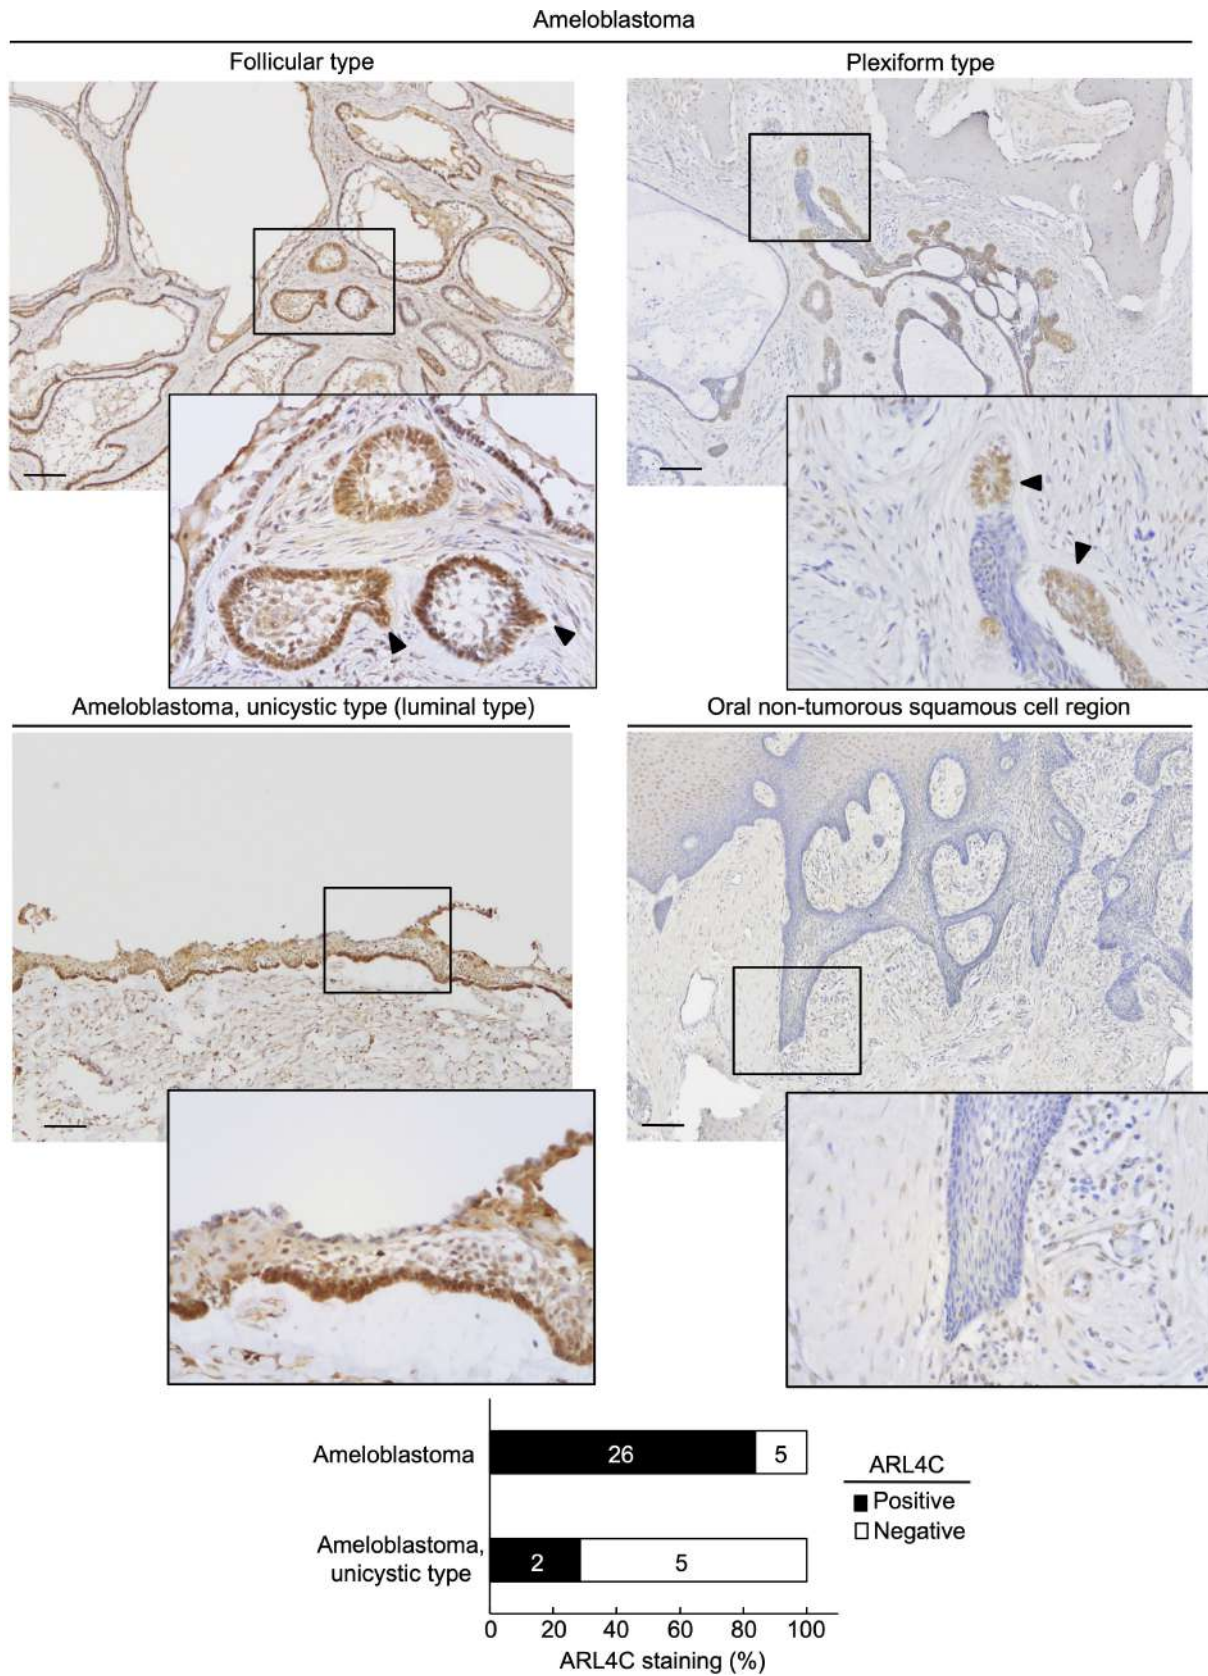 Ameloblastoma
Follicular type
Plexiform type
Ameloblastoma, unicystic type (luminal type)
Oral non-tumorous squamous cell region
Ameloblastoma
26
5
Ameloblastoma,
unicystic type
2
5
0
20
40
60
80
100
ARL4C staining (%)
ARL4C
Positive
Negative